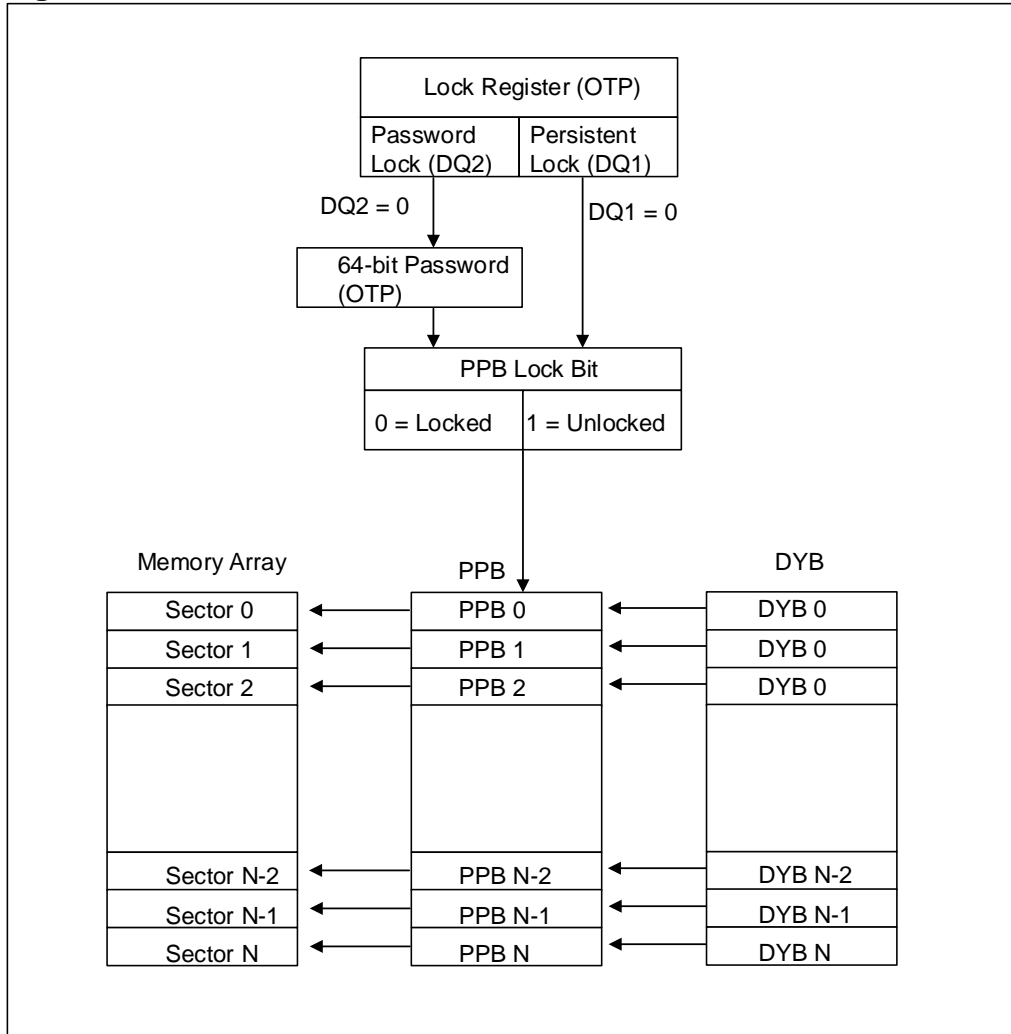 Lock Register (OTP)
Password
Lock (DQ2)
Persistent
Lock (DQ1)
DQ2 = 0
DQ1 = 0
64-bit Password
(OTP)
PPB Lock Bit
0 = Locked
1 = Unlocked
Memory Array
PPB
DYB
Sector 0
PPB 0
DYB 0
Sector 1
PPB 1
DYB 0
Sector 2
PPB 2
DYB 0
Sector N-2
PPB N-2
DYB N-2
Sector N-1
PPB N-1
DYB N-1
Sector N
PPB N
DYB N